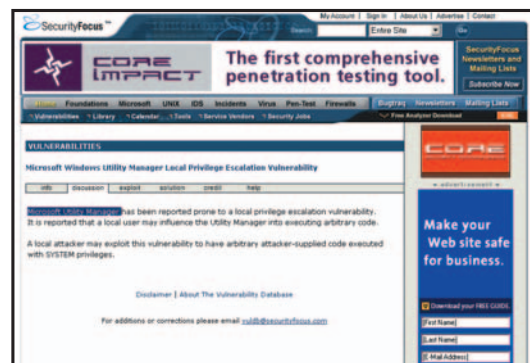 My Account | Sign In | About Us | Advertise | Contact
SecurityFocus™
Search: Entire Site Go
CORE IMPACT
The first comprehensive
penetration testing tool.
SecurityFocus
Newsletters and
Mailing Lists
Subscribe Now
Home Foundations Microsoft UNIX IDS Incidents Virus Pen-Test Firewalls Bugtraq Newsletters Mailing Lists
Vulnerabilities Library Calendar Tools Service Vendors Security Jobs Free Analyzer Download
VULNERABILITIES
Microsoft Windows Utility Manager Local Privilege Escalation Vulnerability
info discussion exploit solution credit help
Microsoft Utility Manager has been reported prone to a local privilege escalation vulnerability.
It is reported that a local user may influence the Utility Manager into executing arbitrary code.
A local attacker may exploit this vulnerability to have arbitrary attacker-supplied code executed
with SYSTEM privileges.
Disclaimer | About The Vulnerability Database
For additions or corrections please email vuldb@securityfocus.com
CORE
advertisement
Make your
Web site safe
for business.
Download your FREE GUIDE.
[First Name]
[Last Name]
[E-Mail Address]